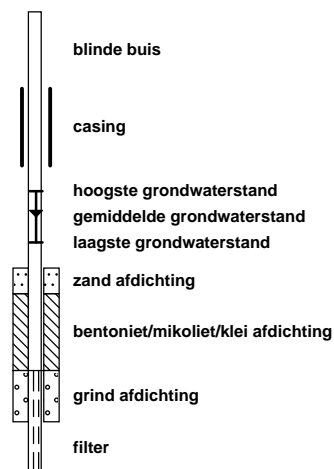 blinde buis
casing
hoogste grondwaterstand
gemiddelde grondwaterstand
laagste grondwaterstand
zand afdichting
bentoniet/mikoliet/klei afdichting
grind afdichting
filter